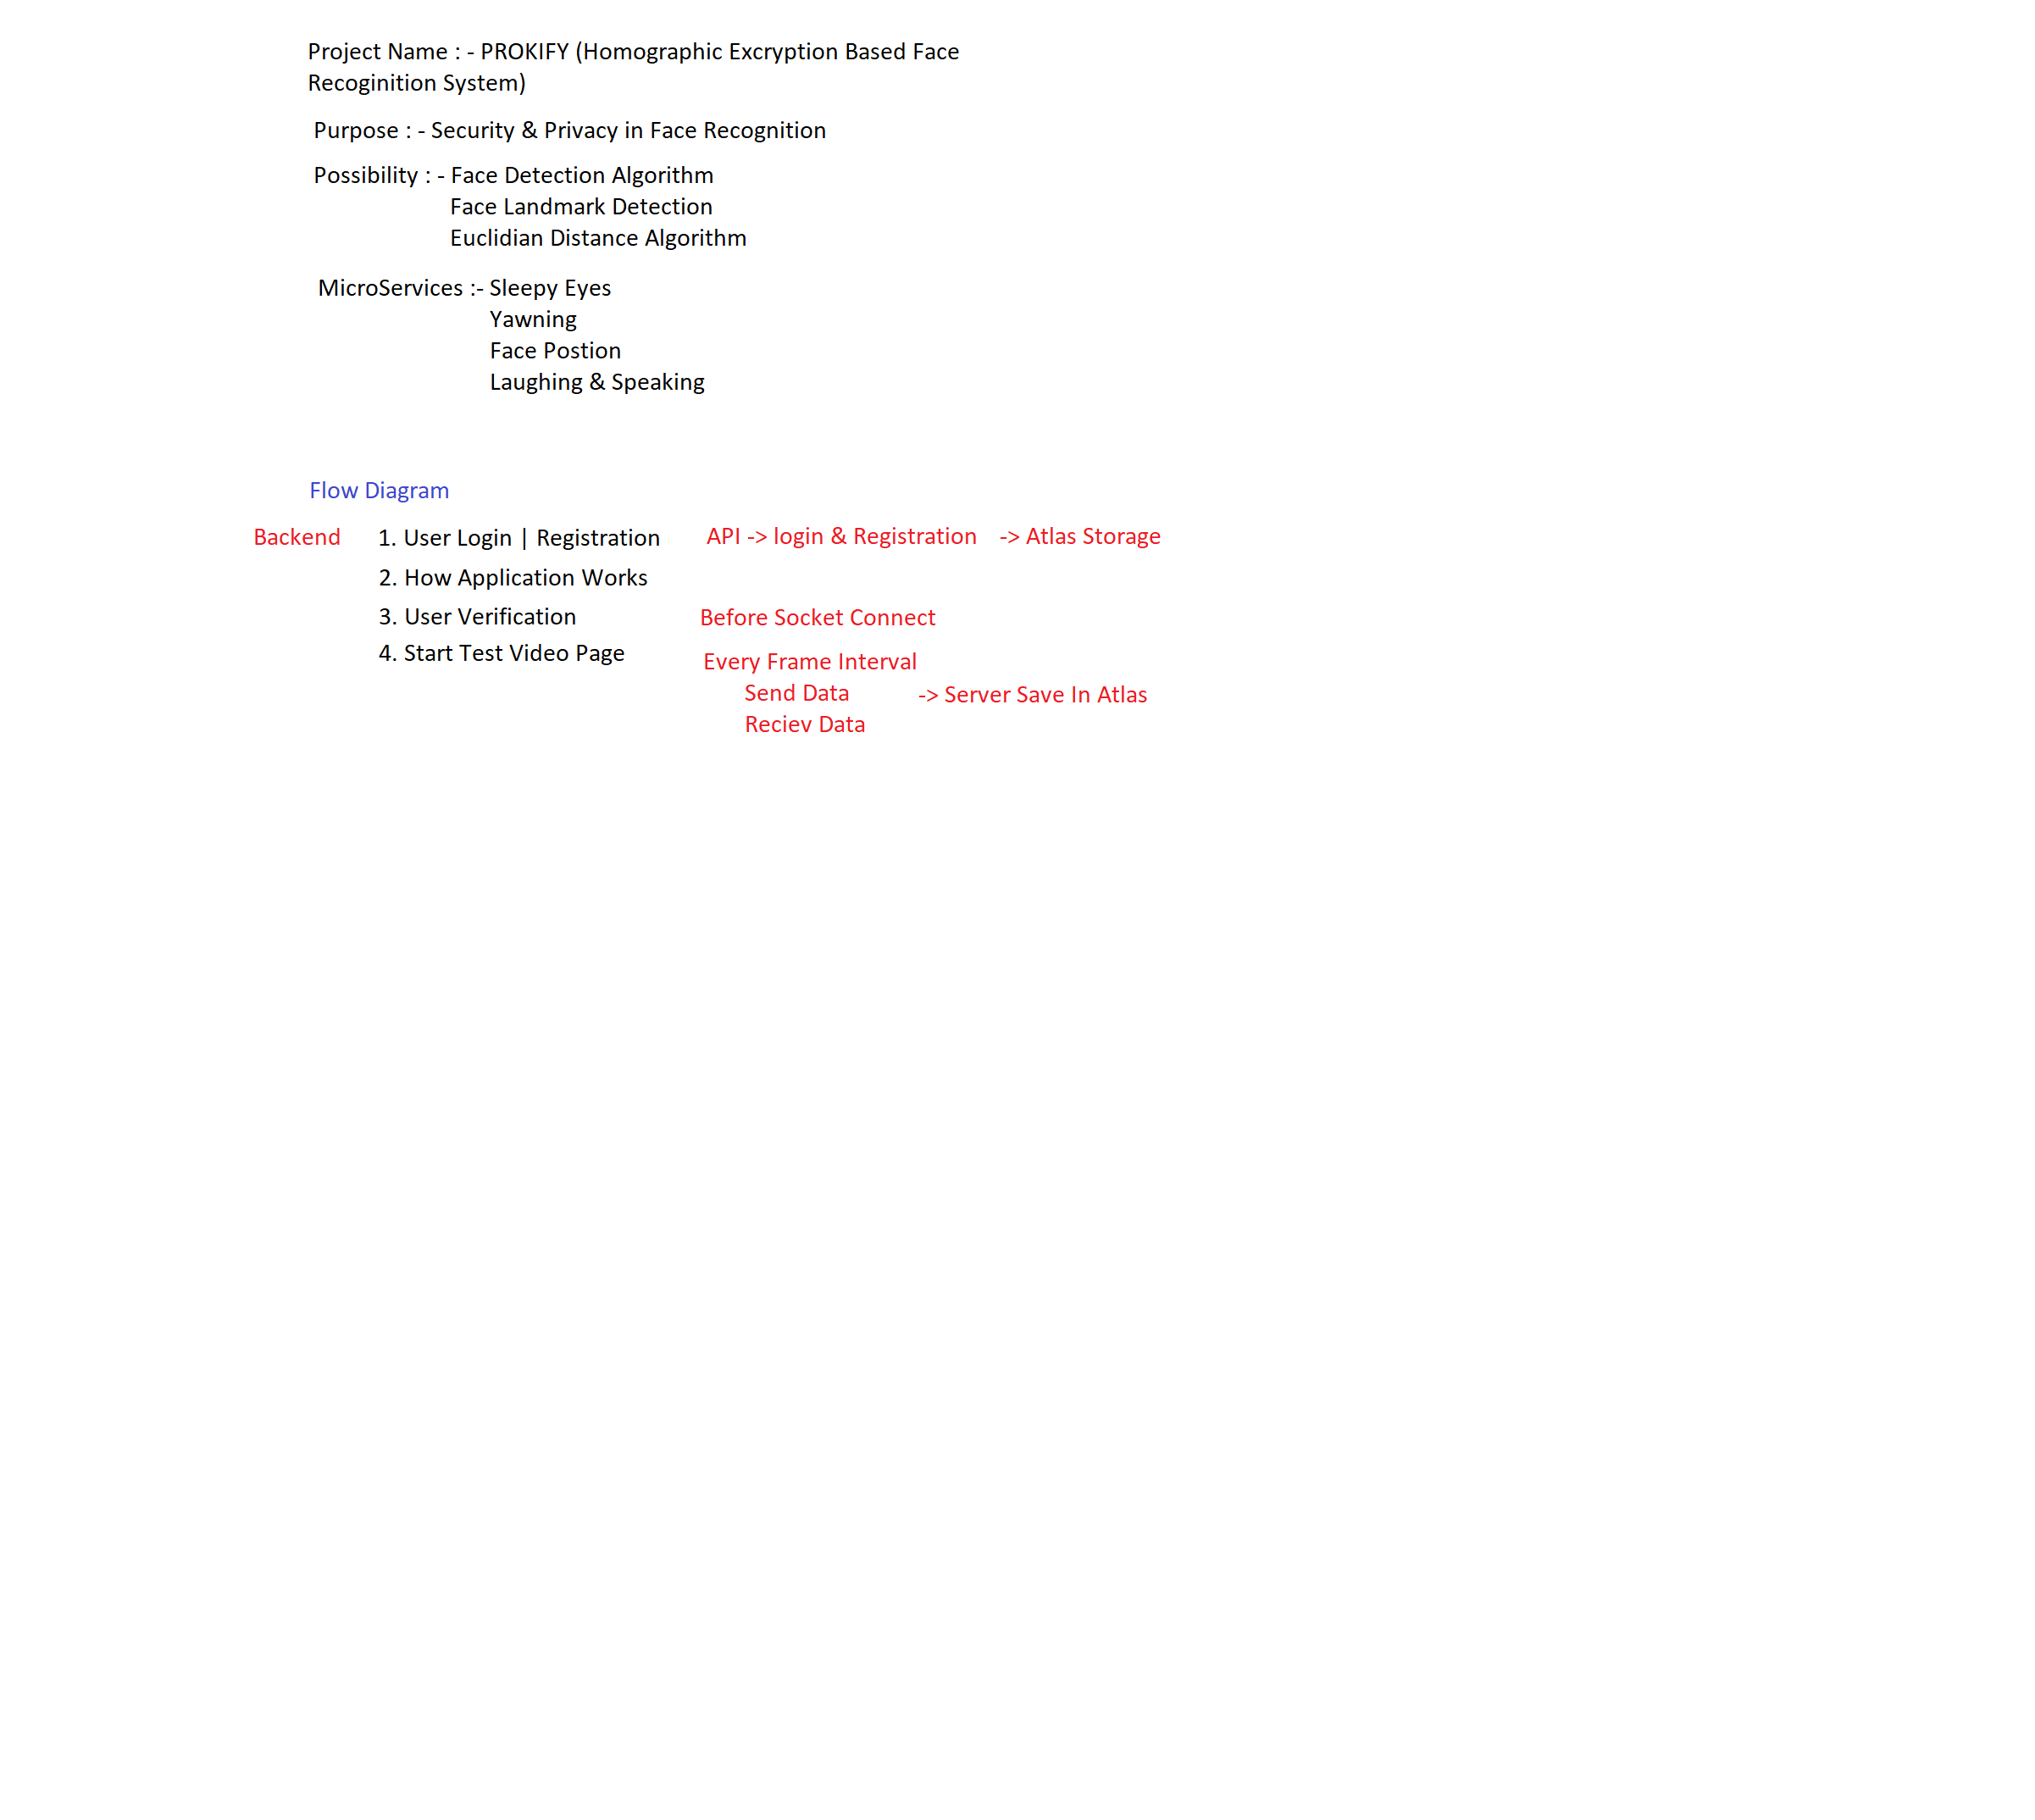 Project Name : - PROKIFY (Homographic Excryption Based Face
Recoginition System)
Purpose : - Security & Privacy in Face Recognition
Possibility : - Face Detection Algorithm
Face Landmark Detection
Euclidian Distance Algorithm
MicroServices :- Sleepy Eyes
Yawning
Face Postion
Laughing & Speaking
Flow Diagram
Backend 1. User Login | Registration API -> login & Registration -> Atlas Storage
2. How Application Works
3. User Verification Before Socket Connect
4. Start Test Video Page
Every Frame Interval
Send Data -> Server Save In Atlas
Reciev Data